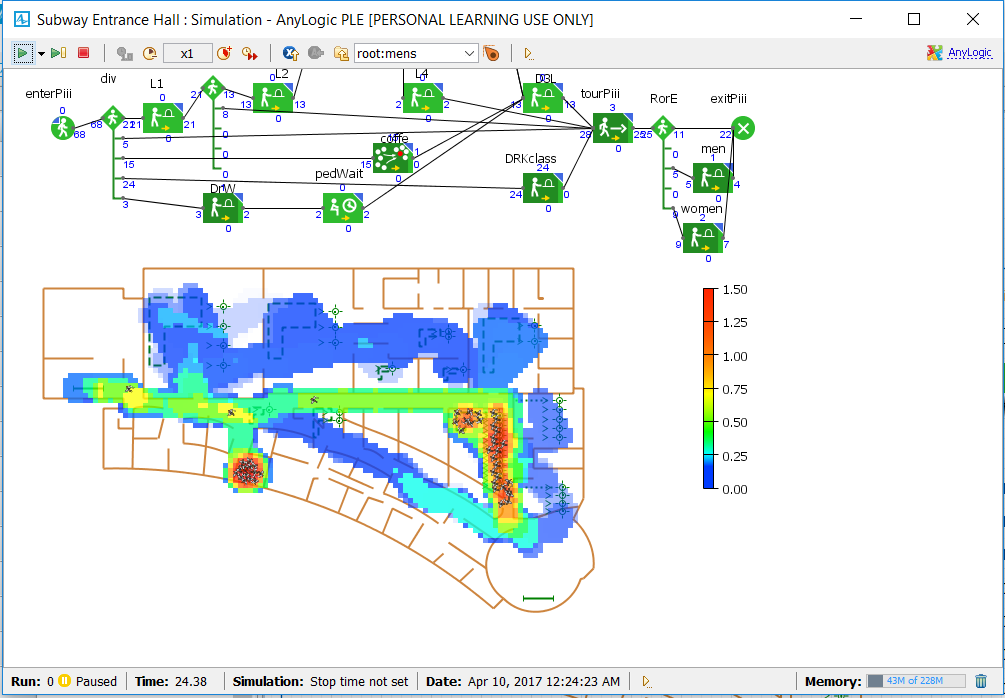 Subway Entrance Hall : Simulation - AnyLogic PLE [PERSONAL LEARNING USE ONLY]
x1
root:mens
AnyLogic
div
L1
L2
L4
D3L
enterPiii
tourPiii
RorE
exitPiii
0
0
0
3
68
68
21
21
21
21
13
13
13
2
2
13
13
28
25
25
11
22
0
0
0
0
0
5
8
0
0
0
15
24
3
coffe
15
1
0
pedWait
0
DRKclass
24
24
0
0
men
1
0
5
0
0
9
5
4
0
DrW
3
2
0
2
2
0
women
2
9
7
0
1.50
1.25
1.00
0.75
0.50
0.25
0.00
Run: 0 Paused
Time: 24.38
Simulation: Stop time not set
Date: Apr 10, 2017 12:24:23 AM
Memory: 43M of 228M